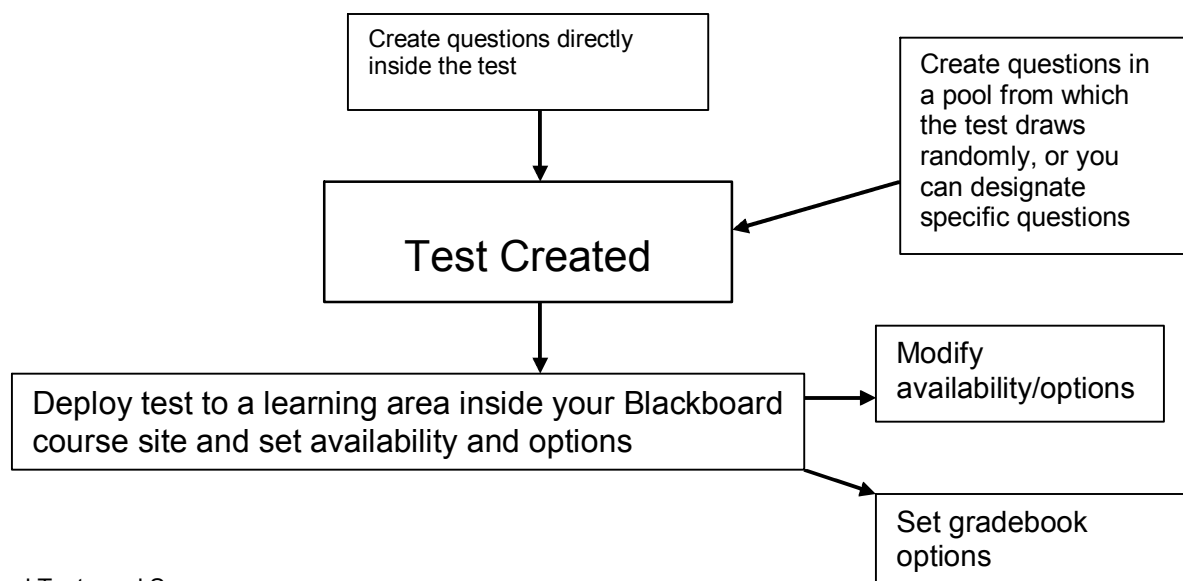 Create questions directly
inside the test
Create questions in
a pool from which
the test draws
randomly, or you
can designate
specific questions
Test Created
Deploy test to a learning area inside your Blackboard
course site and set availability and options
Modify
availability/options
Set gradebook
options